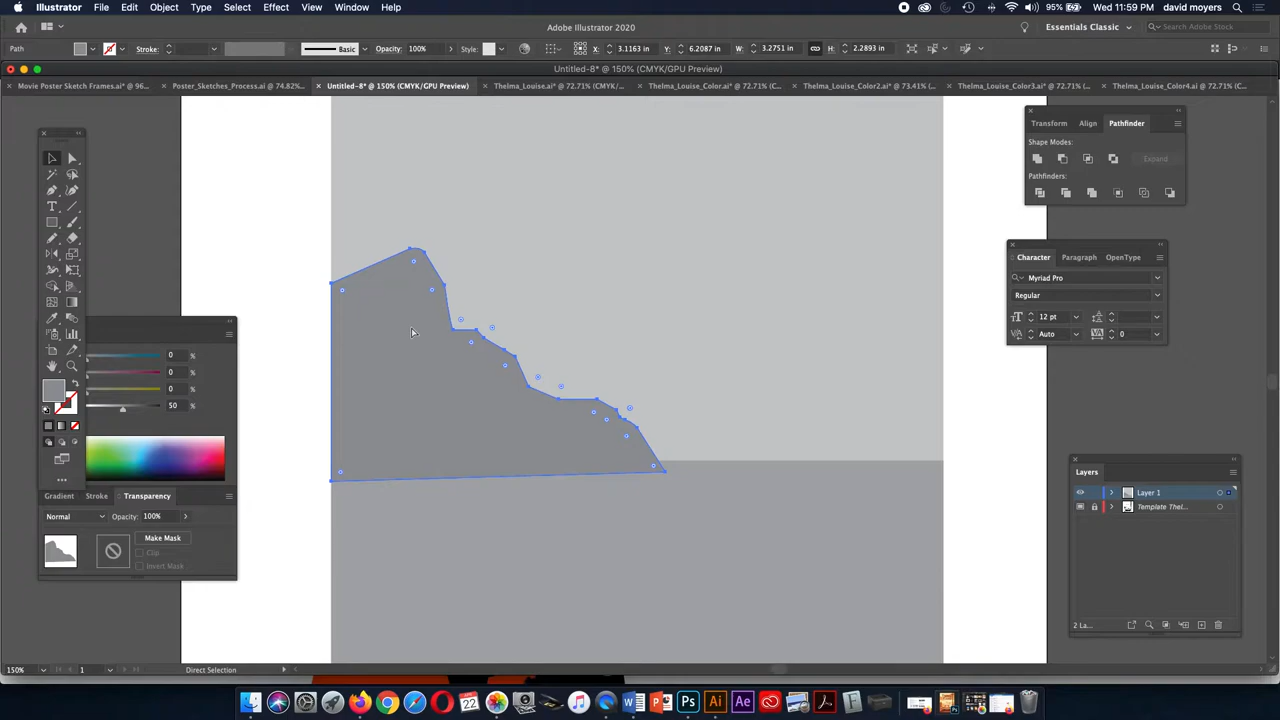 Illustrator File Edit Object Type Select Effect View Window Help 95% Wed 11:59 PM david moyers
Adobe Illustrator 2020 Essentials Classic Search Adobe Stock
Path Stroke: Basic Opacity: 100% Style: X: 3.1163 in Y: 6.2087 in W: 3.2751 in H: 2.2893 in
Untitled-8* @ 150% (CMYK/GPU Preview)
Movie Poster Sketch Frames.ai* @ 96... Poster_Sketches_Process.ai @ 74.82%... Untitled-8* @ 150% (CMYK/GPU Preview) Thelma_Louise.ai* @ 72.71% (CMYK/... Thelma_Louise_Color.ai* @ 72.71% (C... Thelma_Louise_Color2.ai* @ 73.41% (... Thelma_Louise_Color3.ai* @ 72.71% (... Thelma_Louise_Color4.ai* @ 72.71% (C...
Transform Align Pathfinder
Shape Modes:
Expand
Pathfinders:
Character Paragraph OpenType
Myriad Pro
Regular
12 pt
Auto 0
0 %
0 %
0 %
50 %
Gradient Stroke Transparency
Normal Opacity: 100%
Make Mask
Clip
Invert Mask
Layers
Layer 1
Template Thel...
2 La...
150% 1 Direct Selection
22
W P Ps Ai Ae